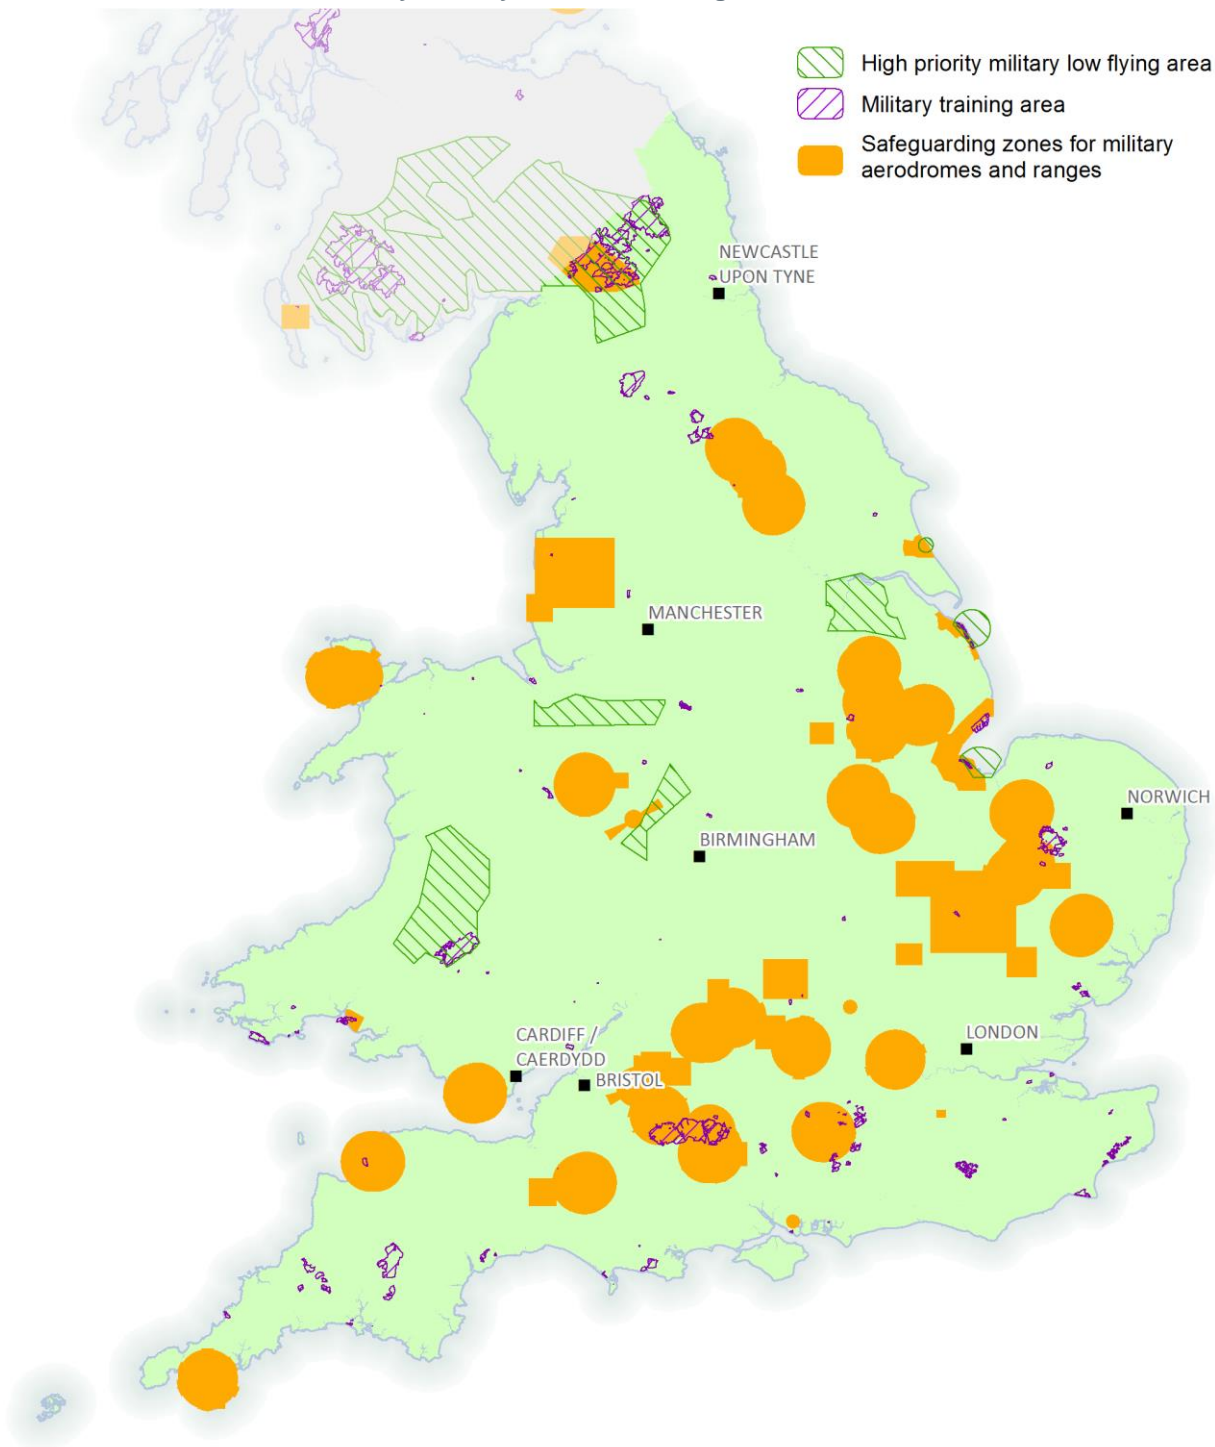 High priority military low flying area
Military training area
Safeguarding zones for military
aerodromes and ranges
NEWCASTLE
UPON TYNE
MANCHESTER
NORWICH
BIRMINGHAM
LONDON
CARDIFF /
CAERDYDD
BRISTOL